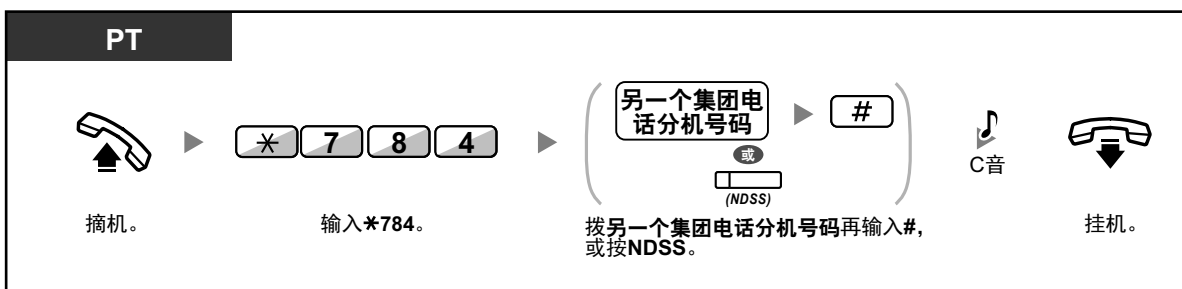 PT
另一个集团电
话分机号码
#
* 7 8 4
或
(NDSS)
C音
摘机。
输入*784。
拨另一个集团电话分机号码再输入#,
或按NDSS。
挂机。